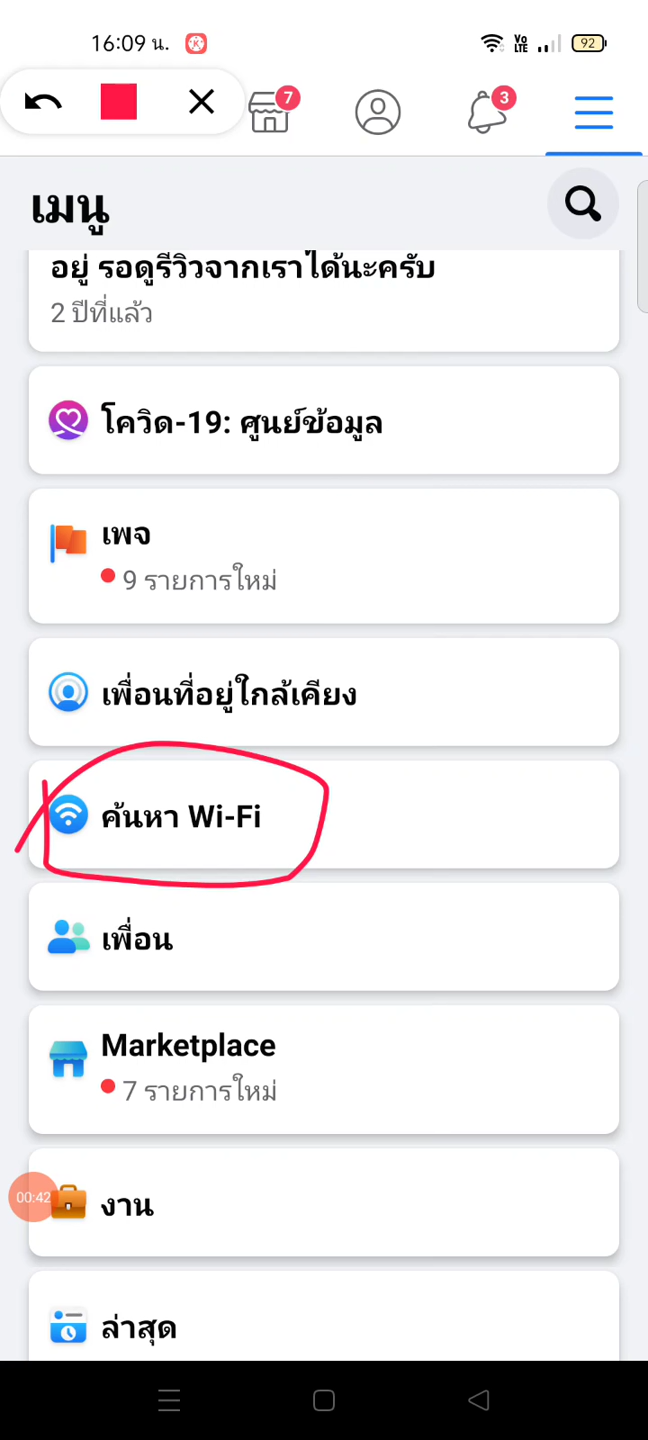 16:09 น.
Vo
LTE
92
7
3
เมนู
อยู่ รอดูรีวิวจากเราได้นะครับ
2 ปีที่แล้ว
โควิด-19: ศูนย์ข้อมูล
เพจ
9 รายการใหม่
เพื่อนที่อยู่ใกล้เคียง
ค้นหา Wi-Fi
เพื่อน
Marketplace
7 รายการใหม่
00:42
งาน
ล่าสุด